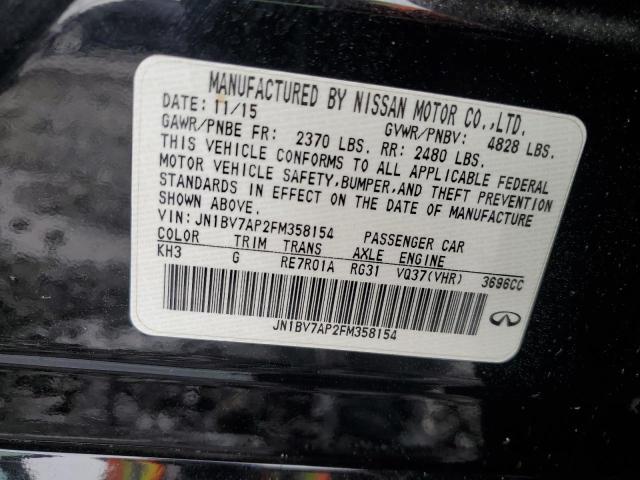 MANUFACTURED BY NISSAN MOTOR CO.,LTD.
DATE: 11/15 GVWR/PNBV: 4828 LBS.
GAWR/PNBE FR: 2370 LBS. RR: 2480 LBS.
THIS VEHICLE CONFORMS TO ALL APPLICABLE FEDERAL
MOTOR VEHICLE SAFETY,BUMPER,AND THEFT PREVENTION
STANDARDS IN EFFECT ON THE DATE OF MANUFACTURE
SHOWN ABOVE.
VIN: JN1BV7AP2FM358154 PASSENGER CAR
COLOR TRIM TRANS AXLE ENGINE
KH3 G RE7R01A RG31 VQ37(VHR) 3696CC
JN1BV7AP2FM358154